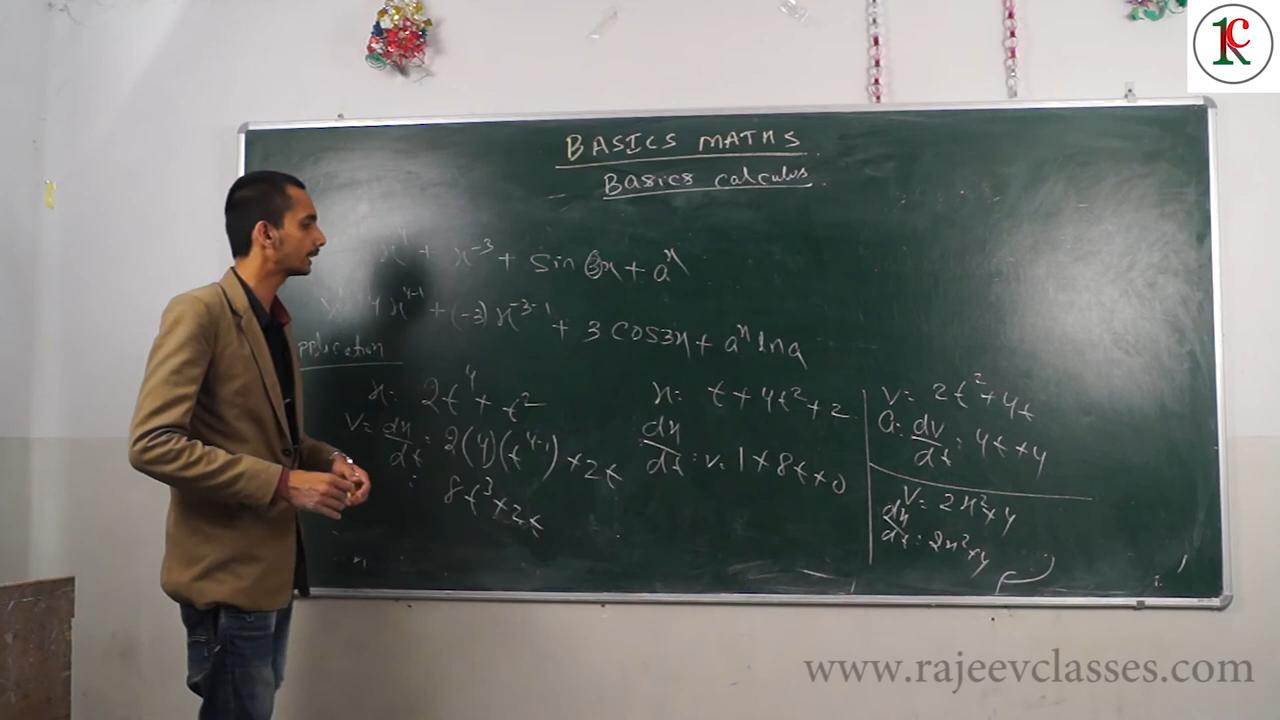 BASICS MATHS
Basics calculus
+ x⁻³ + sin 3x + aˣ
4x⁴⁻¹ + (-3)x⁻³⁻¹ + 3 cos3x + aˣ lna
pplication
x = 2t⁴ + t²
v = dx/dt = 2(4)(t⁴⁻¹) + 2t
= 8t³ + 2t
x = t + 4t² + 2
dx/dt = v = 1 + 8t + 0
v = 2t² + 4t
a = dv/dt = 4t + 4
v = 2x² + 4
dx/dt = 2x² + 4
1C
www.rajeevclasses.com